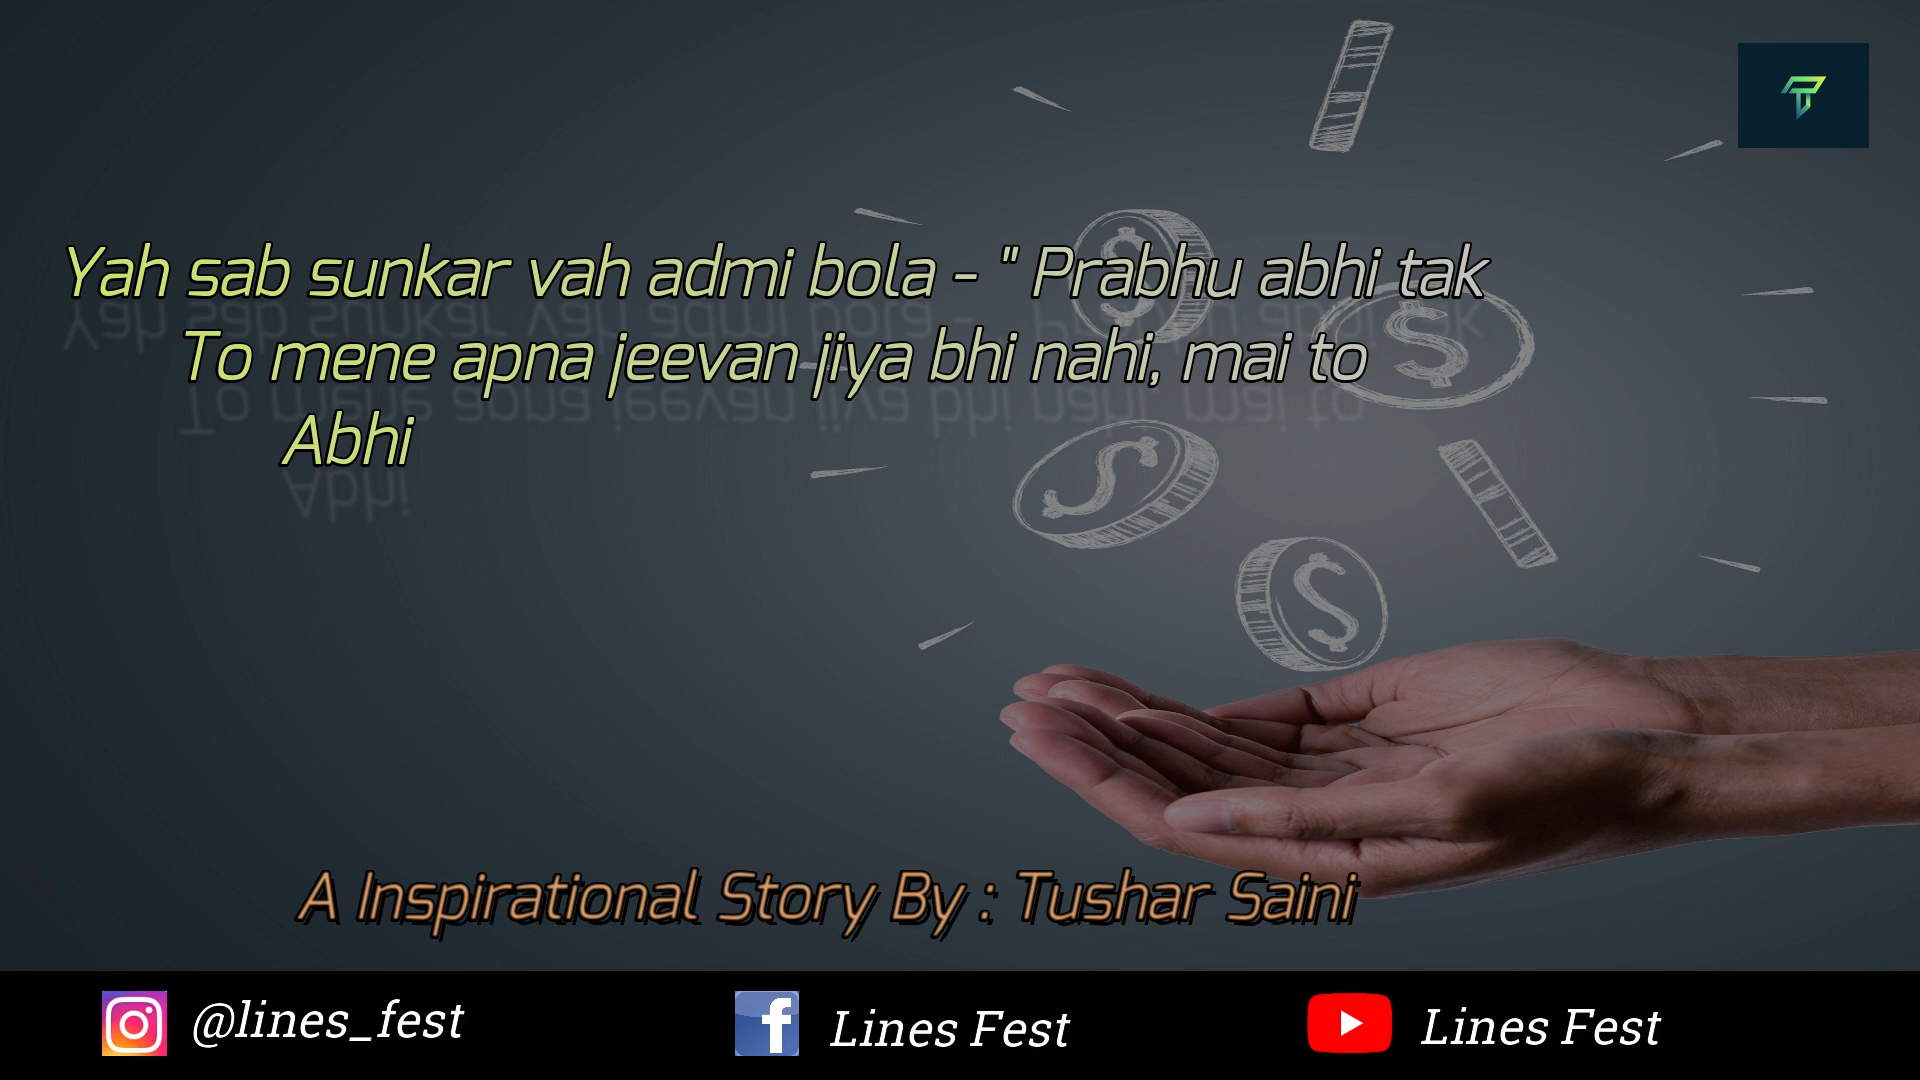 Yah sab sunkar vah admi bola - " Prabhu abhi tak
To mene apna jeevan jiya bhi nahi, mai to
Abhi
A Inspirational Story By : Tushar Saini
@lines_fest
Lines Fest
Lines Fest